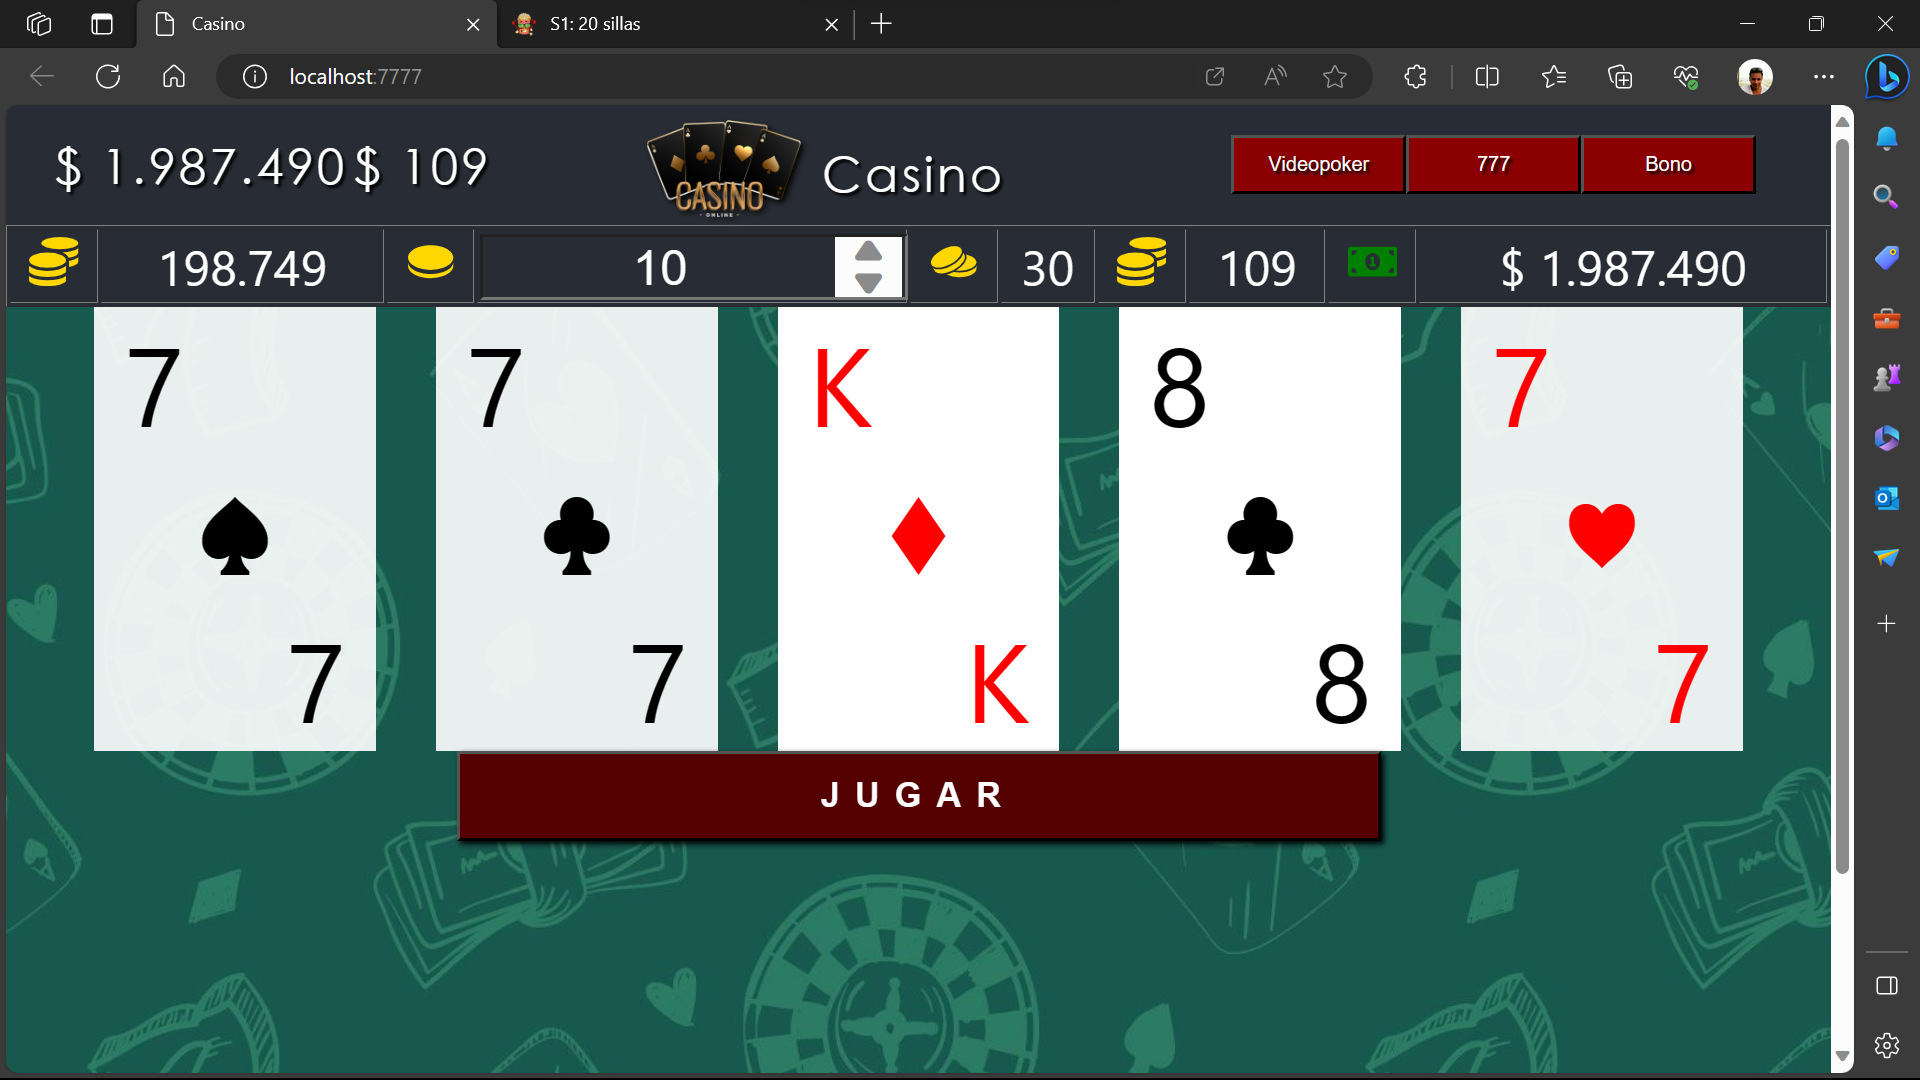 Casino
S1: 20 sillas
localhost:7777
$ 1.987.490 $ 109
CASINO
- ONLINE -
Casino
Videopoker
777
Bono
198.749
10
30
1
109
$ 1.987.490
7
7
K
8
7
7
7
K
8
7
JUGAR